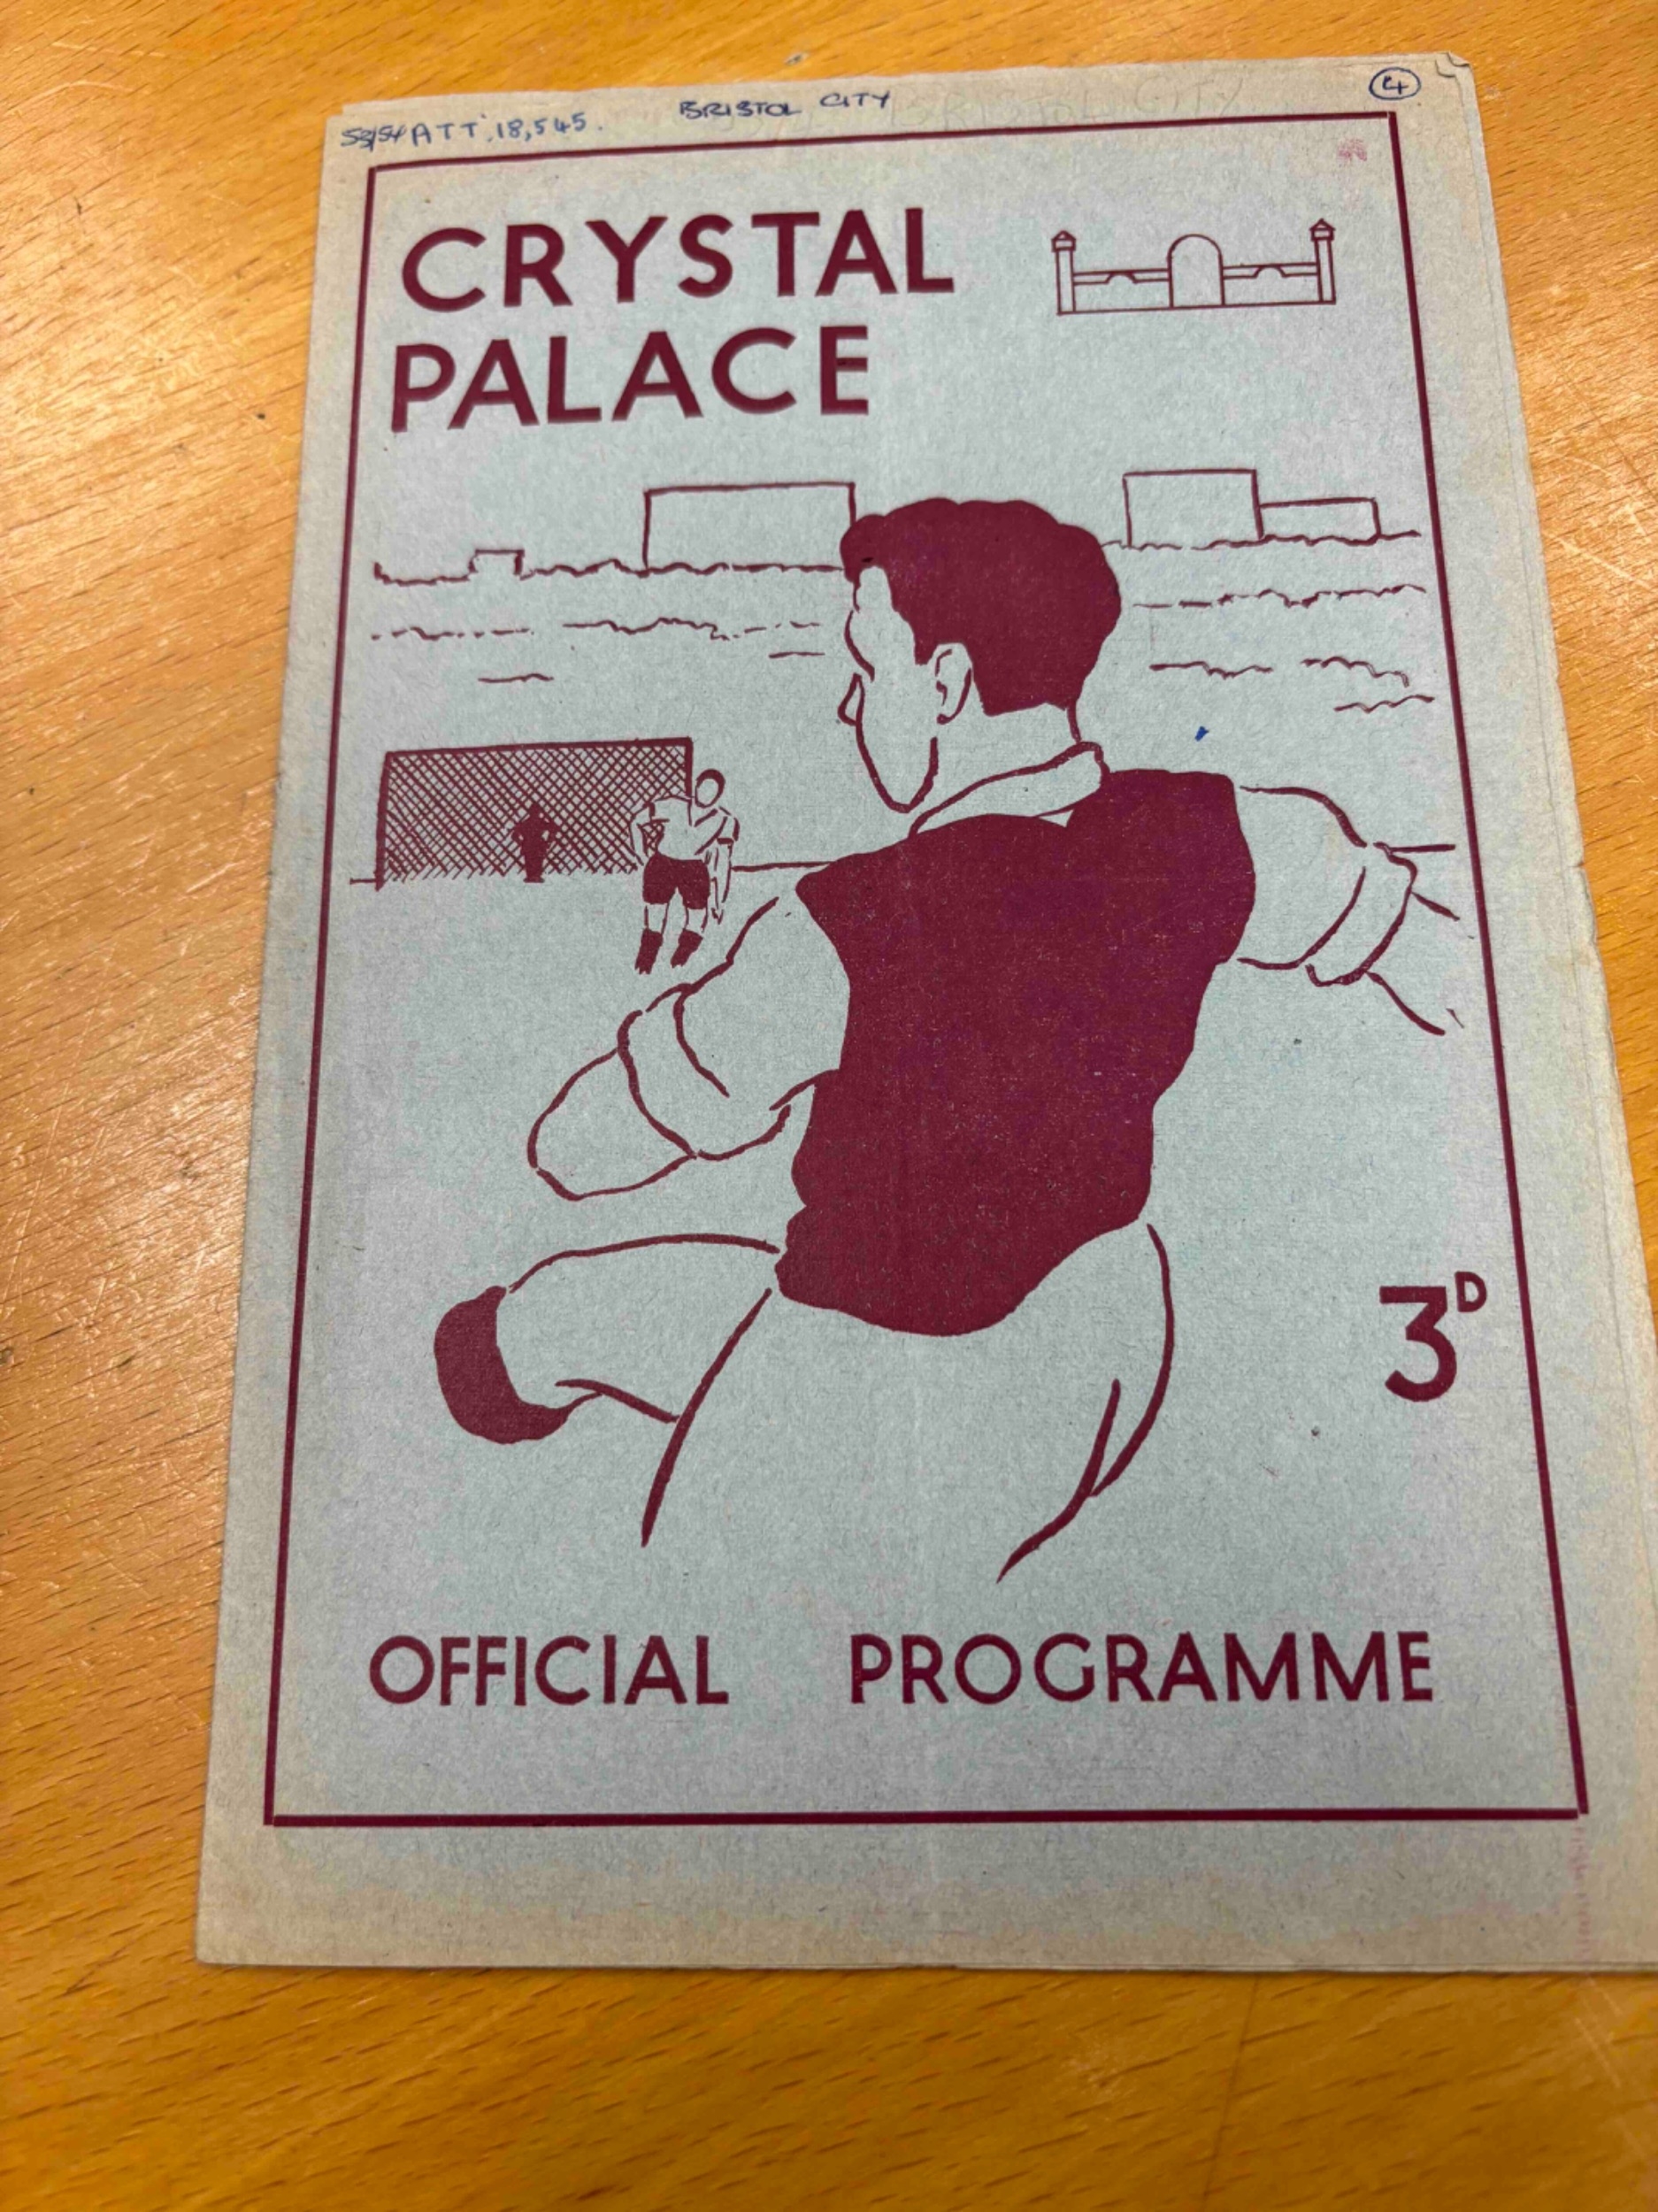 53/54 ATT. 18,545. BRISTOL CITY 4
CRYSTAL
PALACE
3D
OFFICIAL PROGRAMME